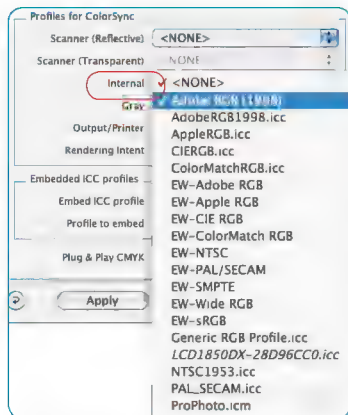 Profiles for ColorSync
Scanner (Reflective) <NONE>
Scanner (Transparent) NONE
Internal ✓ <NONE>
Adobe RGB (1998)
Gray
AdobeRGB1998.icc
AppleRGB.icc
Output/Printer
CIERGB.icc
Rendering Intent
ColorMatchRGB.icc
Embedded ICC profiles
EW-Adobe RGB
EW-Apple RGB
Embed ICC profile
EW-CIE RGB
Profile to embed
EW-ColorMatch RGB
EW-NTSC
Plug & Play CMYK
EW-PAL/SECAM
EW-SMPTE
Apply
EW-Wide RGB
EW-sRGB
Generic RGB Profile.icc
LCD1850DX-28D96CC0.icc
NTSC1953.icc
PAL_SECAM.icc
ProPhoto.icm